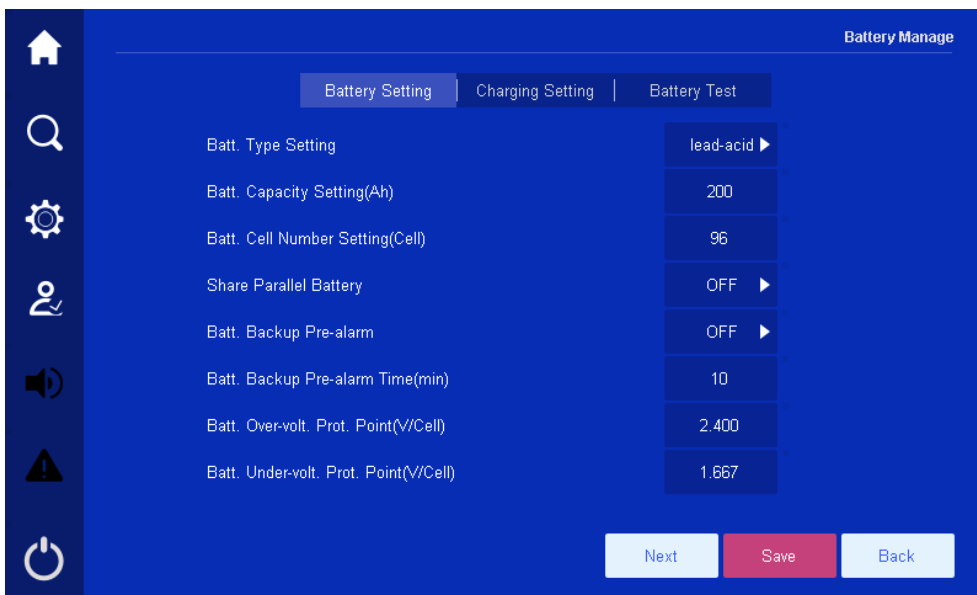 Battery Manage
Battery Setting | Charging Setting | Battery Test
Batt. Type Setting lead-acid
Batt. Capacity Setting(Ah) 200
Batt. Cell Number Setting(Cell) 96
Share Parallel Battery OFF
Batt. Backup Pre-alarm OFF
Batt. Backup Pre-alarm Time(min) 10
Batt. Over-volt. Prot. Point(V/Cell) 2.400
Batt. Under-volt. Prot. Point(V/Cell) 1.667
Next Save Back